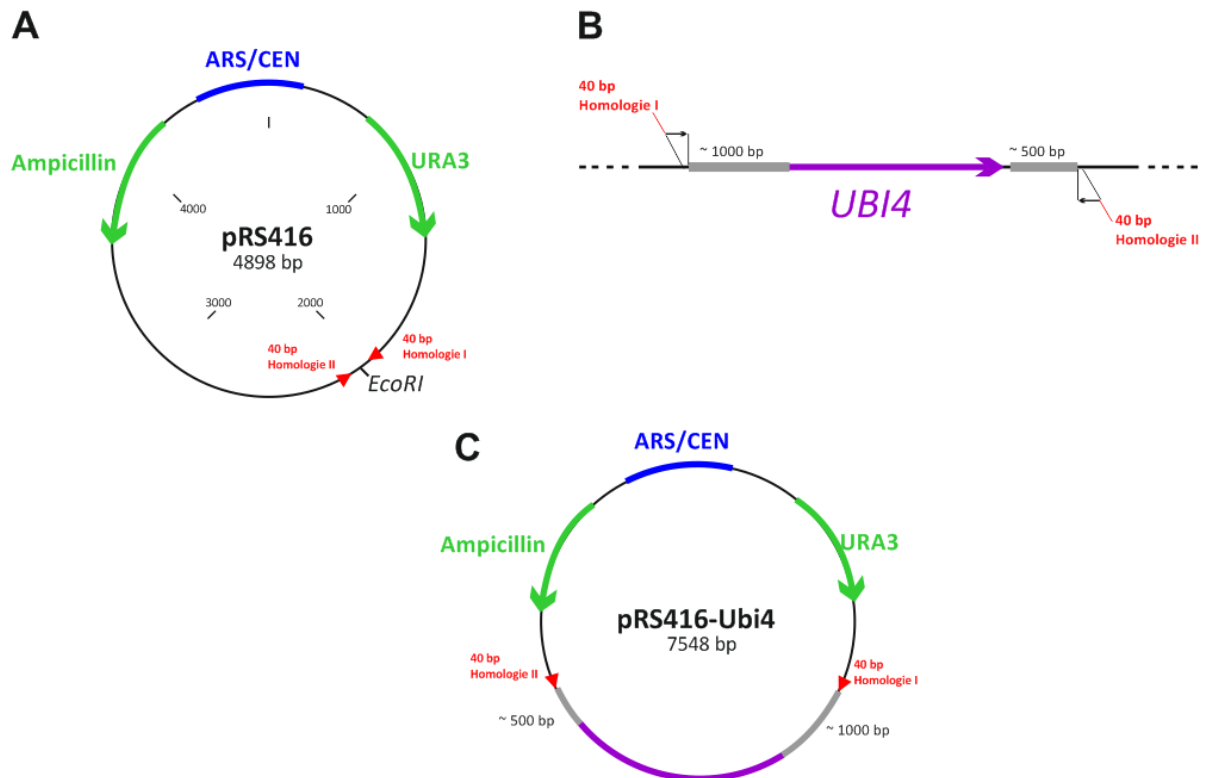 A
ARS/CEN
I
Ampicillin
URA3
4000
1000
pRS416
4898 bp
3000
2000
40 bp
Homologie II
40 bp
Homologie I
EcoRI
B
40 bp
Homologie I
~ 1000 bp
~ 500 bp
UBI4
40 bp
Homologie II
C
ARS/CEN
Ampicillin
URA3
pRS416-Ubi4
7548 bp
40 bp
Homologie II
40 bp
Homologie I
~ 500 bp
~ 1000 bp